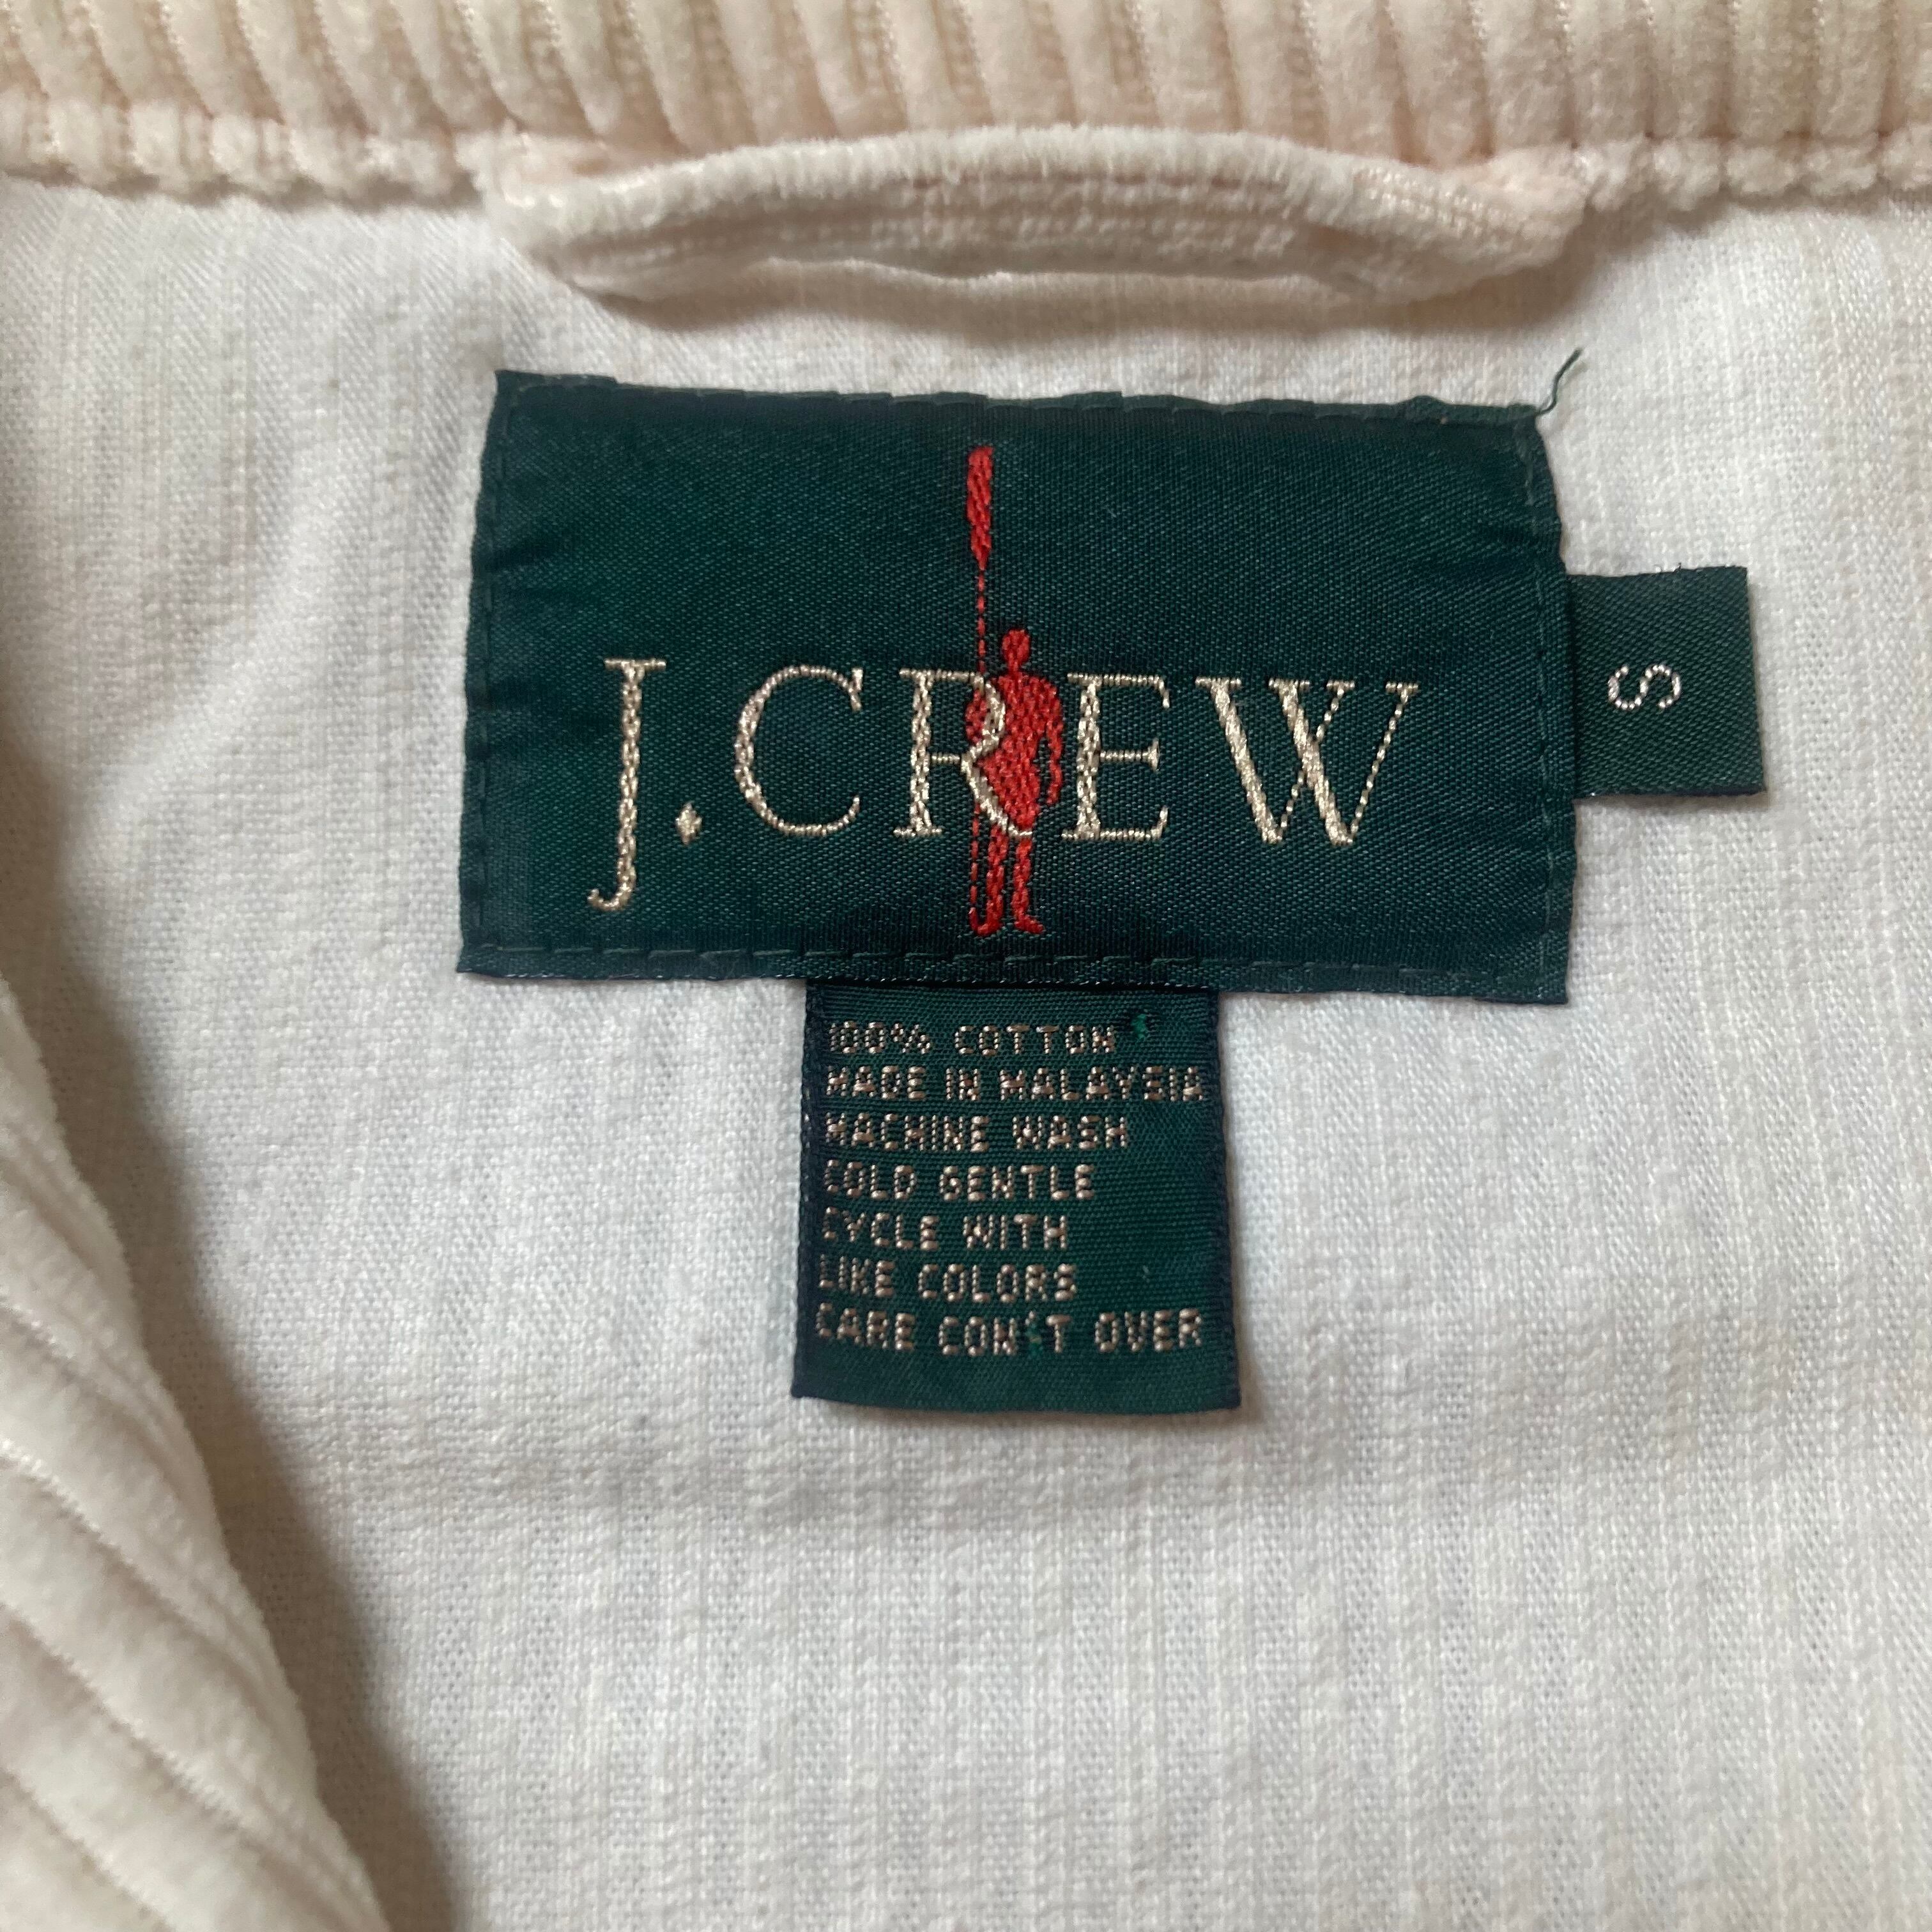 J.CREW
S
100% COTTON
MADE IN MALAYSIA
MACHINE WASH
COLD GENTLE
CYCLE WITH
LIKE COLORS
CARE CON'T OVER